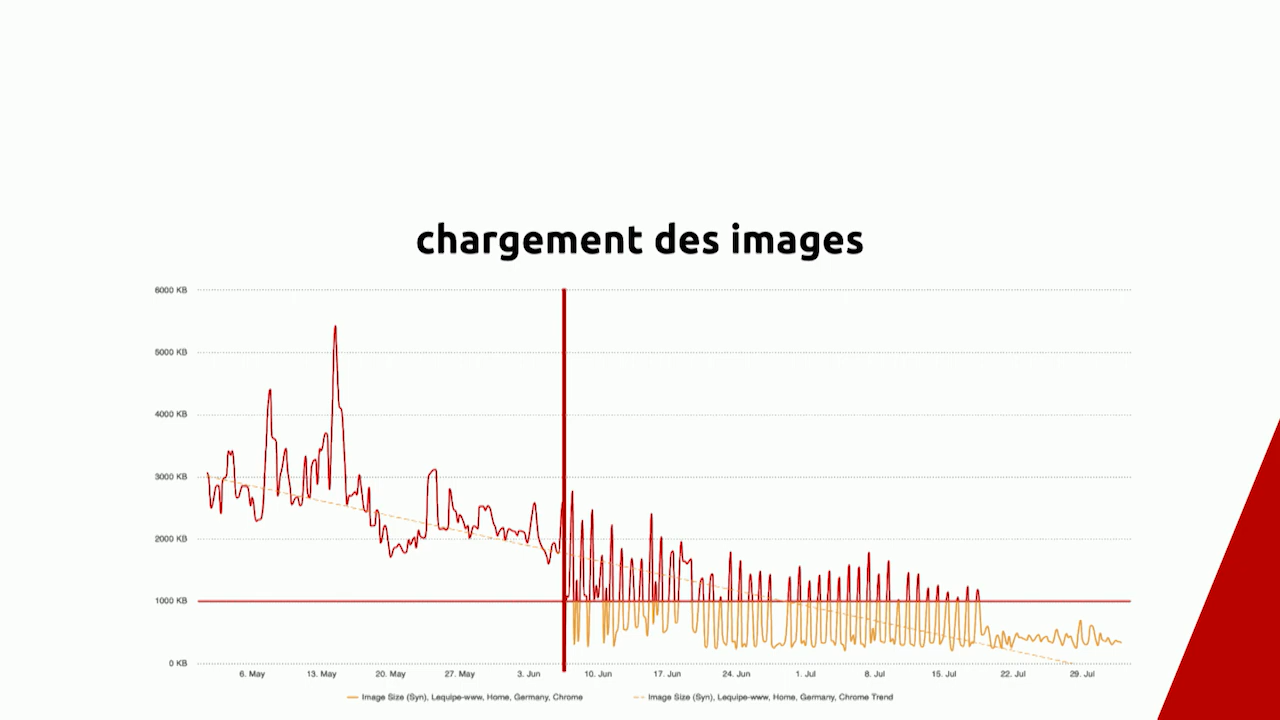 chargement des images
6000 KB
5000 KB
4000 KB
3000 KB
2000 KB
1000 KB
0 KB
6. May 13. May 20. May 27. May 3. Jun 10. Jun 17. Jun 24. Jun 1. Jul 8. Jul 15. Jul 22. Jul 29. Jul
Image Size (Syn), Lequipe-www, Home, Germany, Chrome Image Size (Syn), Lequipe-www, Home, Germany, Chrome Trend